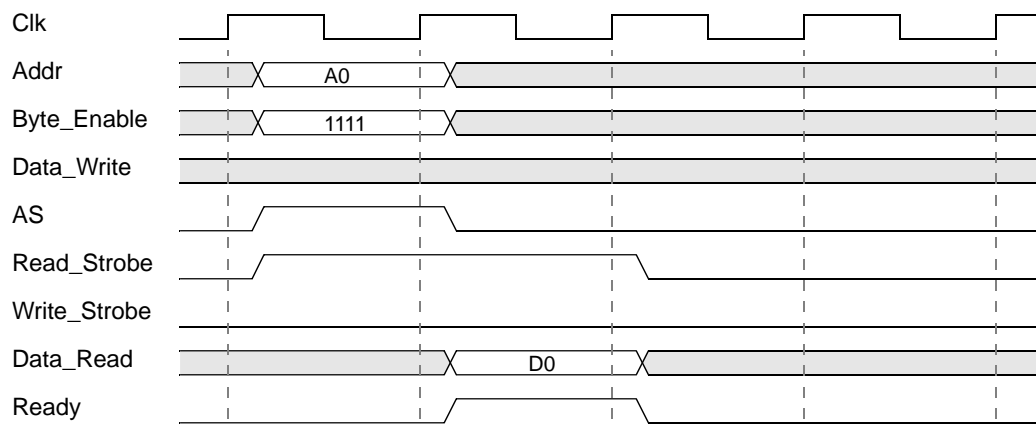 Clk
Addr
A0
Byte_Enable
1111
Data_Write
AS
Read_Strobe
Write_Strobe
Data_Read
D0
Ready